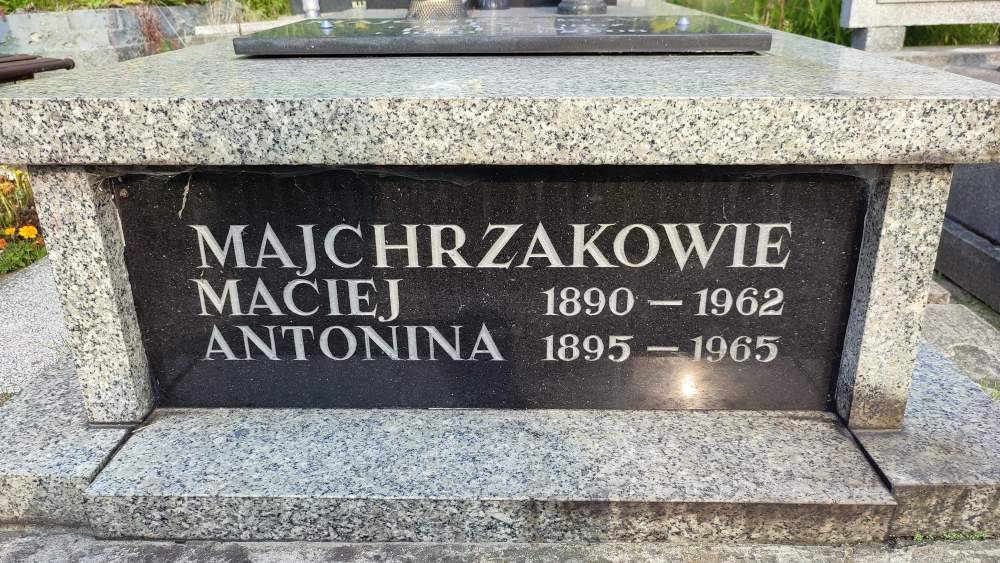 MAJCHRZAKOWIE
MACIEJ 1890 – 1962
ANTONINA 1895 – 1965